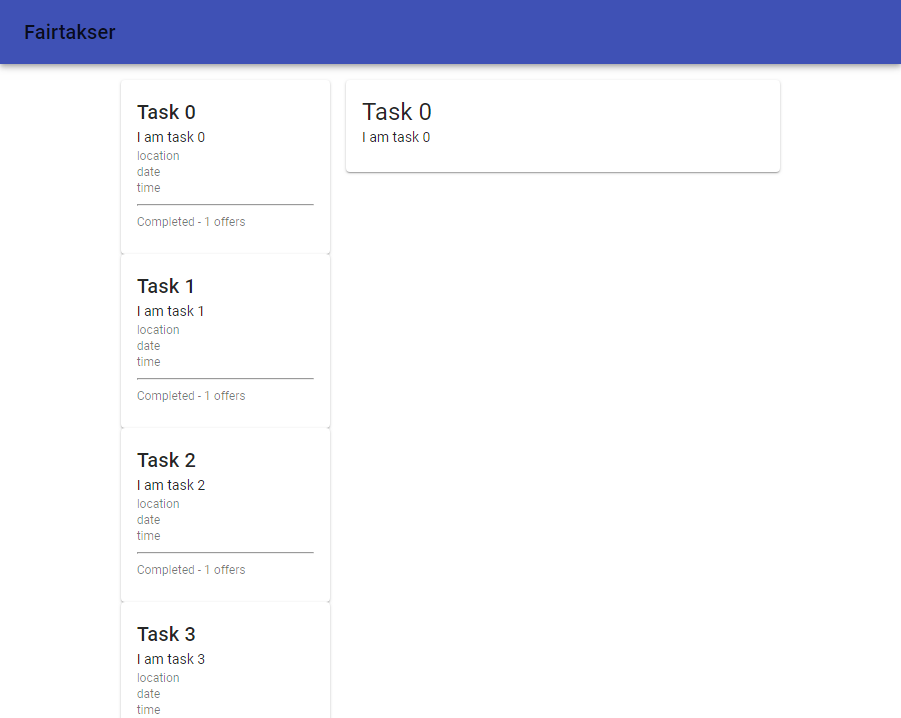 Fairtakser
Task 0
I am task 0
location
date
time
Completed - 1 offers
Task 1
I am task 1
location
date
time
Completed - 1 offers
Task 2
I am task 2
location
date
time
Completed - 1 offers
Task 3
I am task 3
location
date
time
Task 0
I am task 0